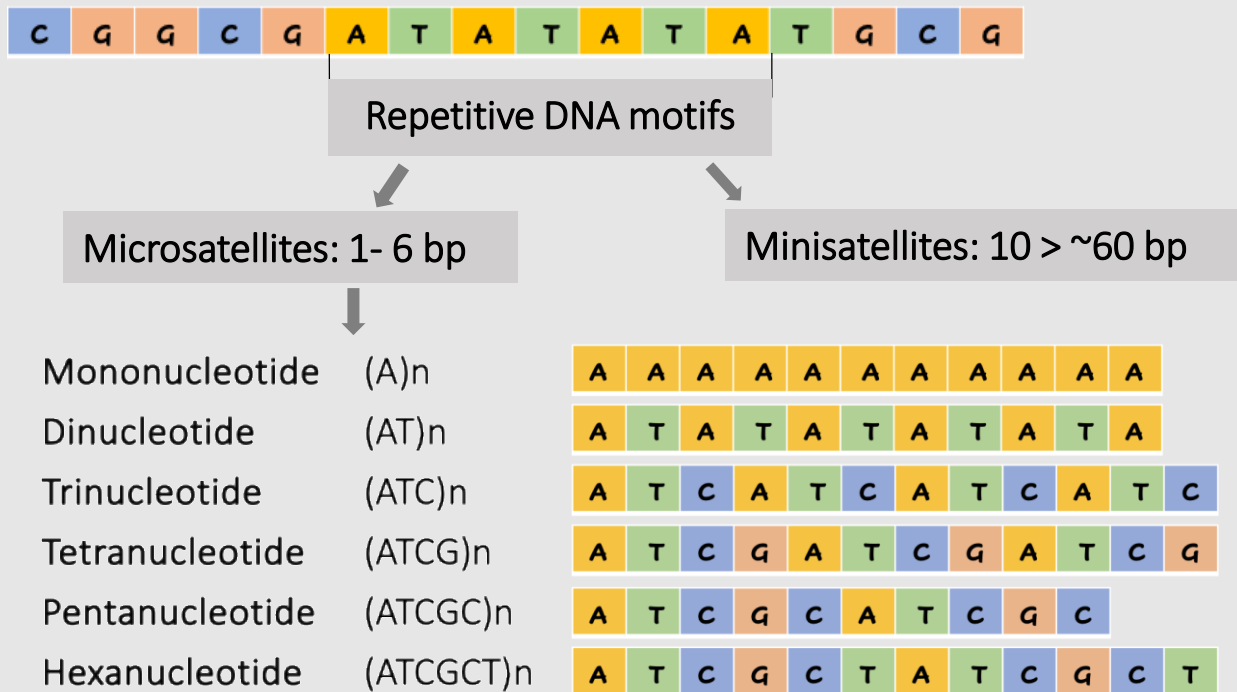 C G G C G A T A T A T A T G C G
Repetitive DNA motifs
Microsatellites: 1- 6 bp
Minisatellites: 10 > ~60 bp
Mononucleotide (A)n A A A A A A A A A A A
Dinucleotide (AT)n A T A T A T A T A T A
Trinucleotide (ATC)n A T C A T C A T C A T C
Tetranucleotide (ATCG)n A T C G A T C G A T C G
Pentanucleotide (ATCGC)n A T C G C A T C G C
Hexanucleotide (ATCGCT)n A T C G C T A T C G C T